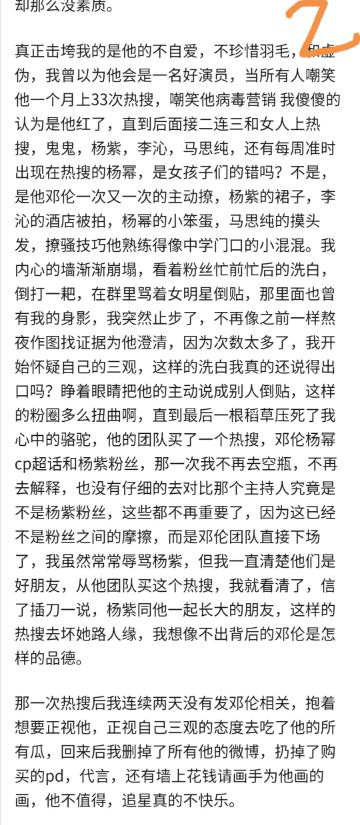 却那么没素质。
真正击垮我的是他的不自爱，不珍惜羽毛，和虚
伪，我曾以为他会是一名好演员，当所有人嘲笑
他一个月上33次热搜，嘲笑他病毒营销 我傻傻的
认为是他红了，直到后面接二连三和女人上热
搜，鬼鬼，杨紫，李沁，马思纯，还有每周准时
出现在热搜的杨幂，是女孩子们的错吗？不是，
是他邓伦一次又一次的主动撩，杨紫的裙子，李
沁的酒店被拍，杨幂的小笨蛋，马思纯的摸头
发，撩骚技巧他熟练得像中学门口的小混混。我
内心的墙渐渐崩塌，看着粉丝忙前忙后的洗白，
倒打一耙，在群里骂着女明星倒贴，那里面也曾
有我的身影，我突然止步了，不再像之前一样熬
夜作图找证据为他澄清，因为次数太多了，我开
始怀疑自己的三观，这样的洗白我真的还说得出
口吗？睁着眼睛把他的主动说成别人倒贴，这样
的粉圈多么扭曲啊，直到最后一根稻草压死了我
心中的骆驼，他的团队买了一个热搜，邓伦杨幂
cp超话和杨紫粉丝，那一次我不再去空瓶，不再
去解释，也没有仔细的去对比那个主持人究竟是
不是杨紫粉丝，这些都不再重要了，因为这已经
不是粉丝之间的摩擦，而是邓伦团队直接下场
了，我虽然常常辱骂杨紫，但我一直清楚他们是
好朋友，从他团队买这个热搜，我就看清了，信
了插刀一说，杨紫同他一起长大的朋友，这样的
热搜去坏她路人缘，我想像不出背后的邓伦是怎
样的品德。
那一次热搜后我连续两天没有发邓伦相关，抱着
想要正视他，正视自己三观的态度去吃了他的所
有瓜，回来后我删掉了所有他的微博，扔掉了购
买的pd，代言，还有墙上花钱请画手为他画的
画，他不值得，追星真的不快乐。
2